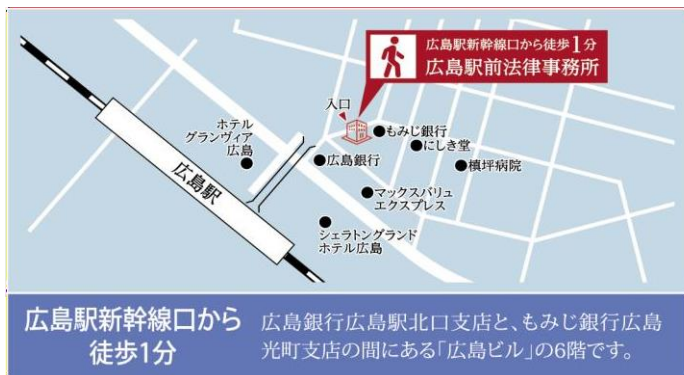 広島駅新幹線口から徒歩1分
広島駅前法律事務所
入口
もみじ銀行
にしき堂
槙坪病院
ホテル
グランヴィア
広島
広島銀行
広島駅
マックスバリュ
エクスプレス
シェラトングランド
ホテル広島
広島駅新幹線口から
徒歩1分
広島銀行広島駅北口支店と、もみじ銀行広島
光町支店の間にある「広島ビル」の6階です。